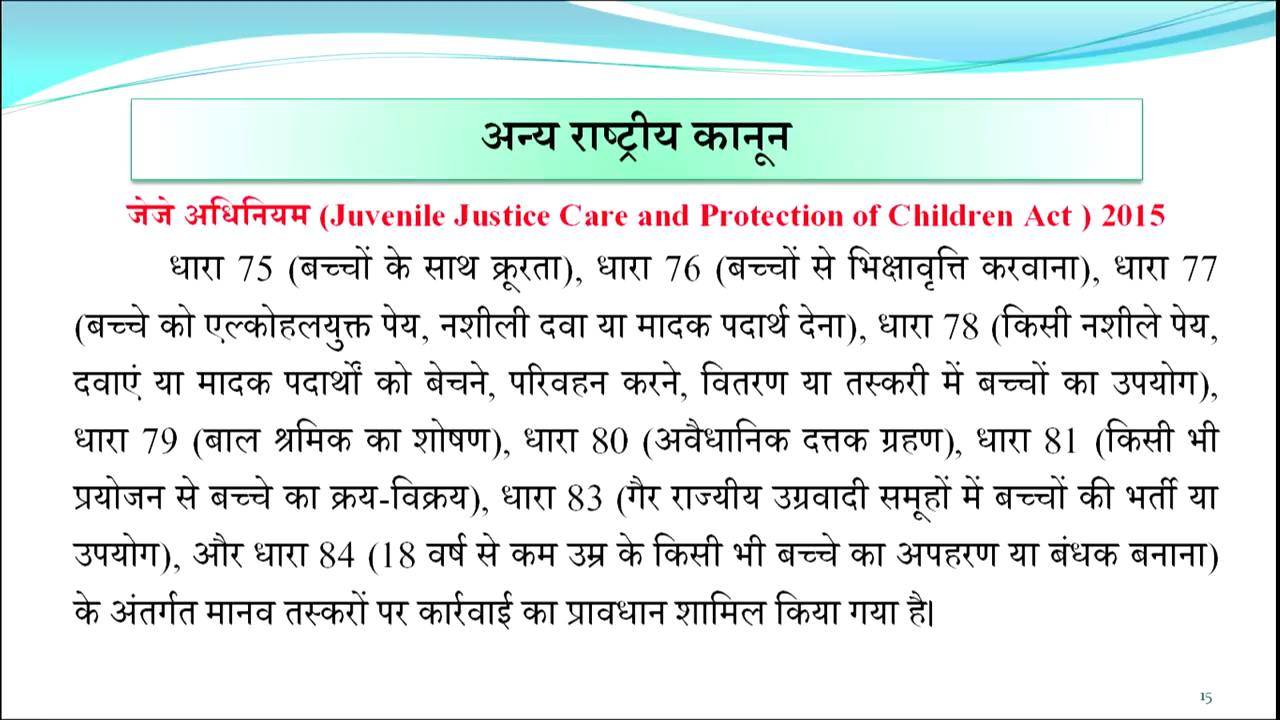 अन्य राष्ट्रीय कानून
जेजे अधिनियम (Juvenile Justice Care and Protection of Children Act ) 2015
धारा 75 (बच्चों के साथ क्रूरता), धारा 76 (बच्चों से भिक्षावृत्ति करवाना), धारा 77
(बच्चे को एल्कोहलयुक्त पेय, नशीली दवा या मादक पदार्थ देना), धारा 78 (किसी नशीले पेय,
दवाएं या मादक पदार्थों को बेचने, परिवहन करने, वितरण या तस्करी में बच्चों का उपयोग),
धारा 79 (बाल श्रमिक का शोषण), धारा 80 (अवैधानिक दत्तक ग्रहण), धारा 81 (किसी भी
प्रयोजन से बच्चे का क्रय-विक्रय), धारा 83 (गैर राज्यीय उग्रवादी समूहों में बच्चों की भर्ती या
उपयोग), और धारा 84 (18 वर्ष से कम उम्र के किसी भी बच्चे का अपहरण या बंधक बनाना)
के अंतर्गत मानव तस्करों पर कार्रवाई का प्रावधान शामिल किया गया है।
15